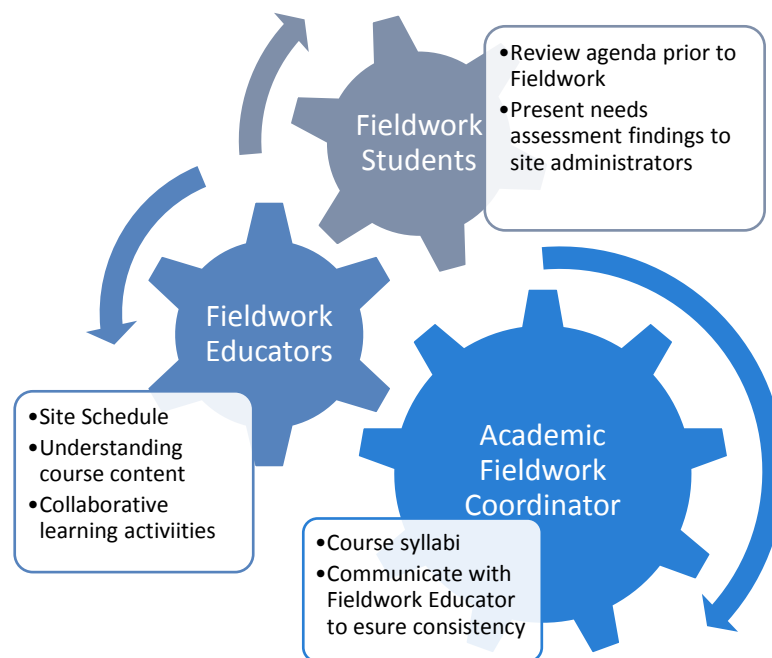 Fieldwork
Students
•Review agenda prior to
Fieldwork
•Present needs
assessment findings to
site administrators
Fieldwork
Educators
•Site Schedule
•Understanding
course content
•Collaborative
learning activiities
Academic
Fieldwork
Coordinator
•Course syllabi
•Communicate with
Fieldwork Educator
to esure consistency